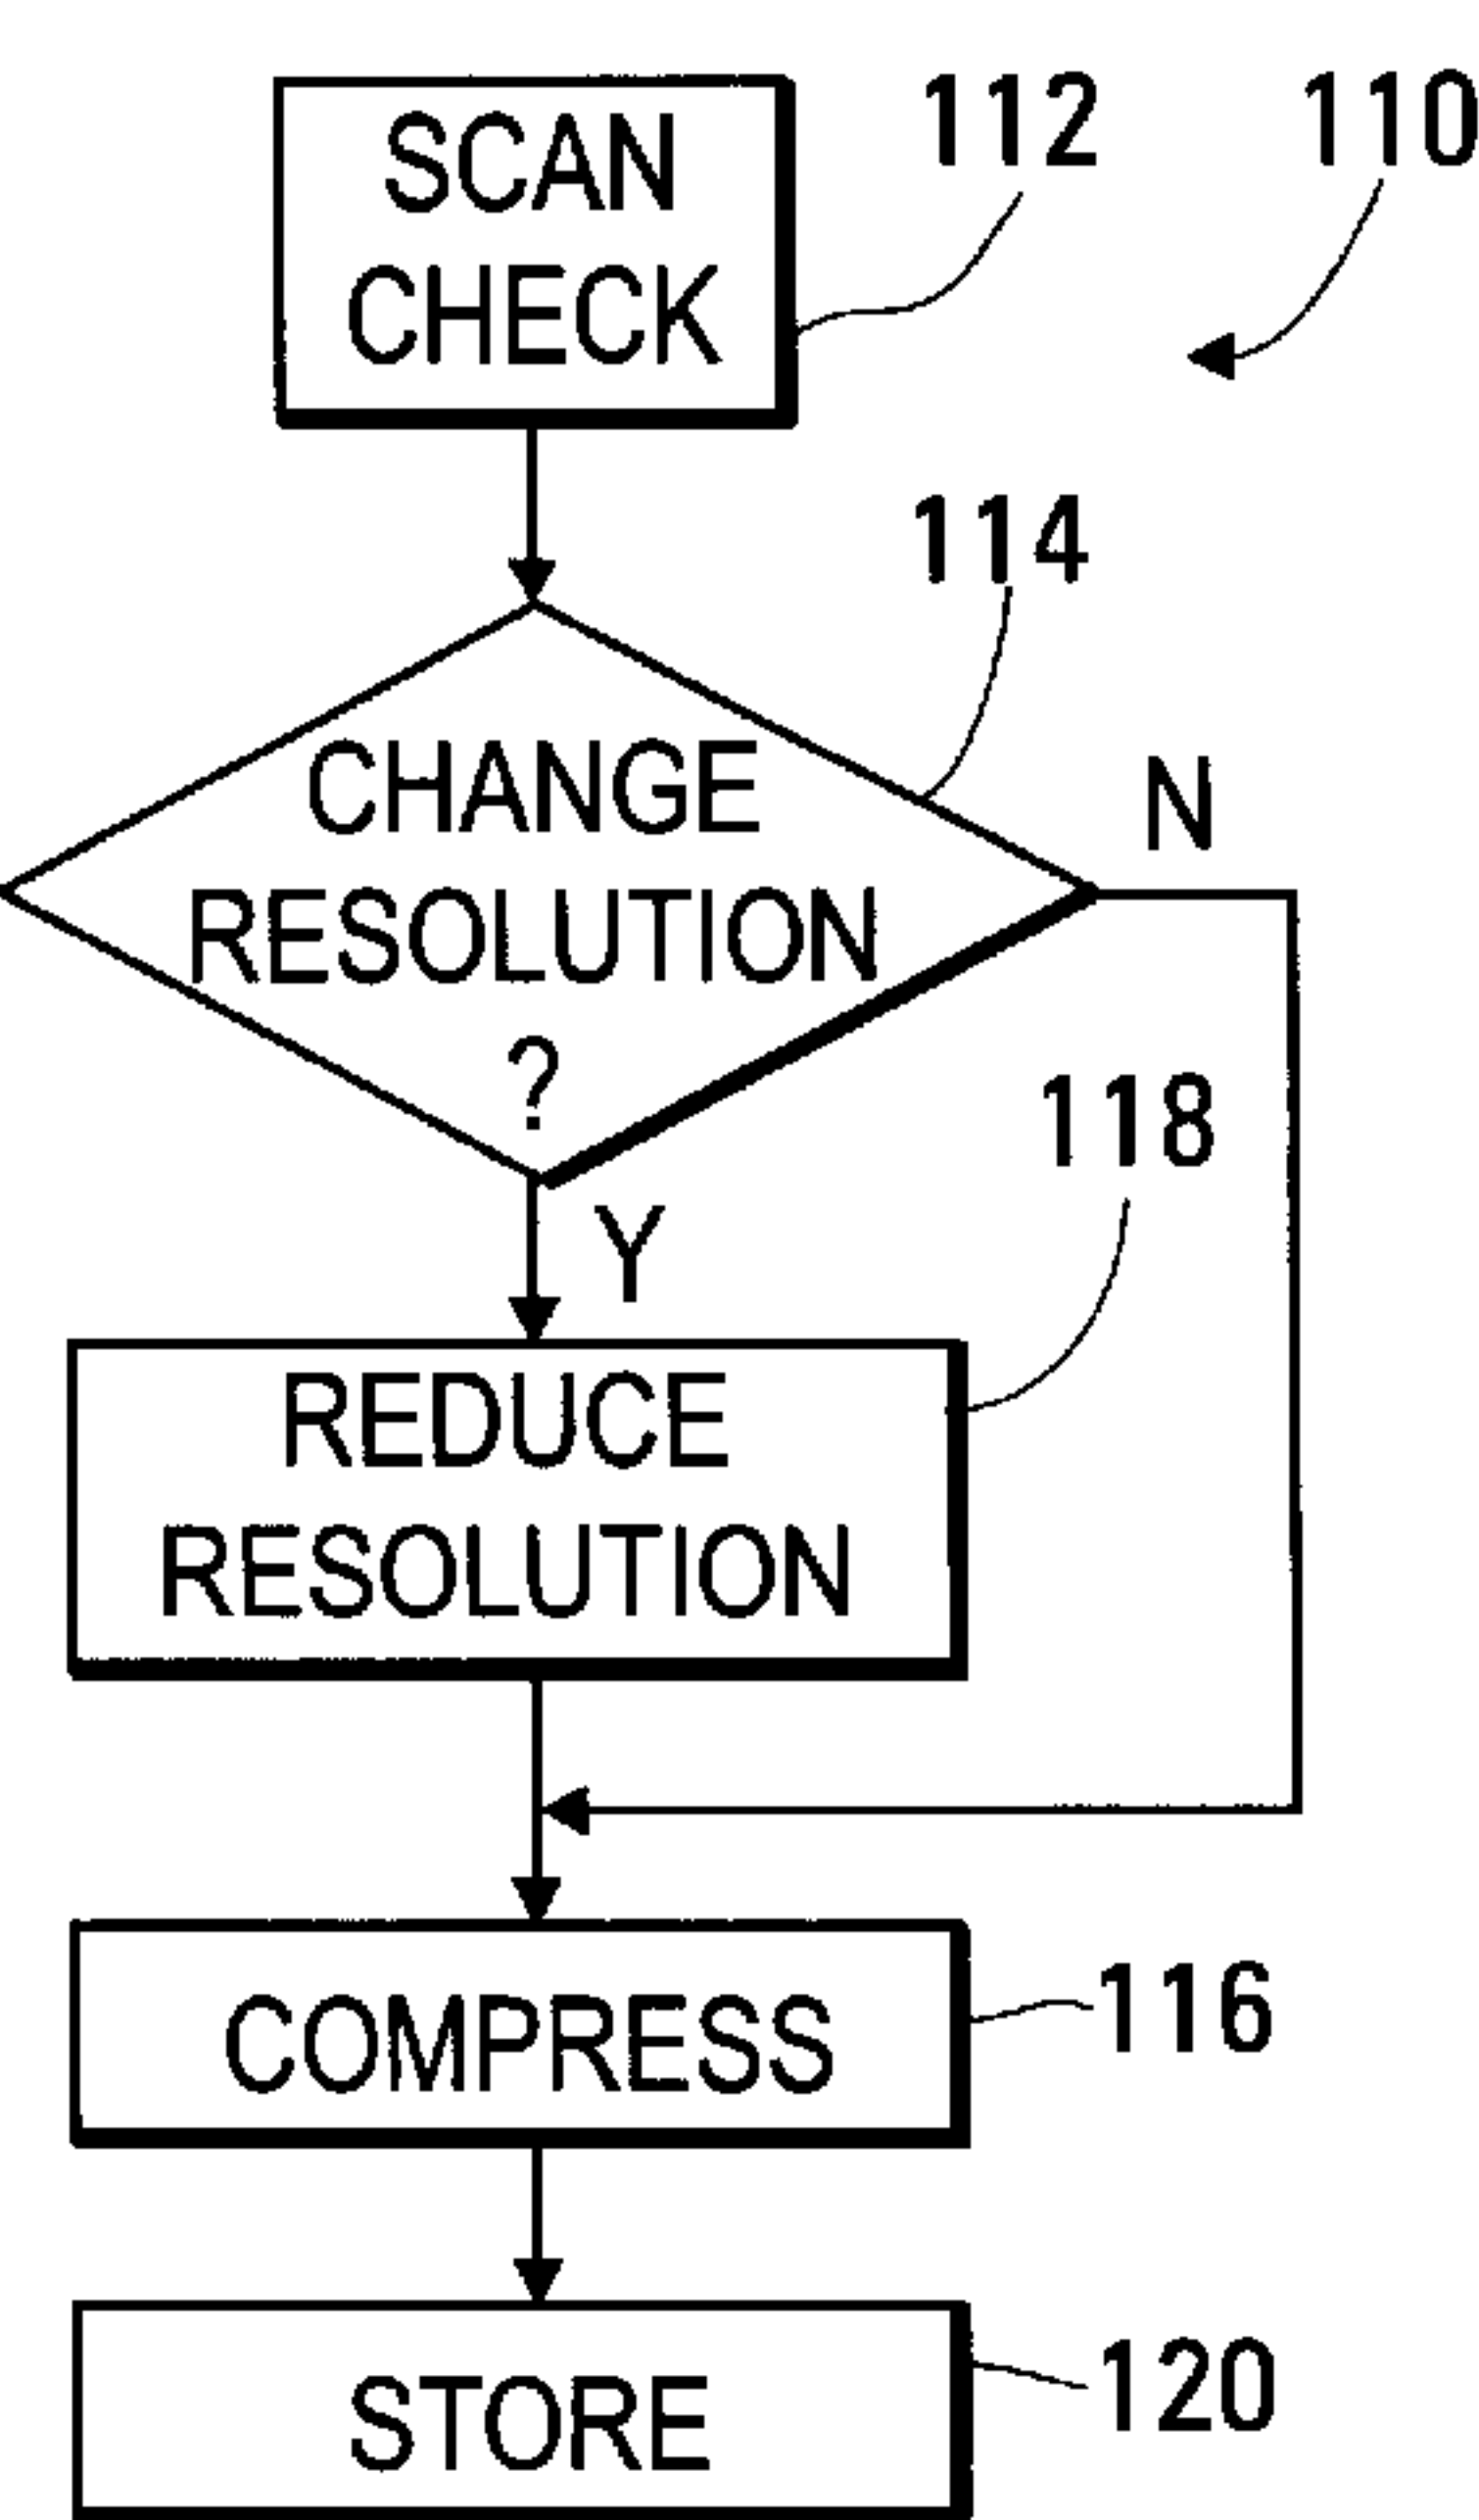 SCAN
CHECK
112
110
114
CHANGE
RESOLUTION
?
N
Y
118
REDUCE
RESOLUTION
COMPRESS
116
STORE
120